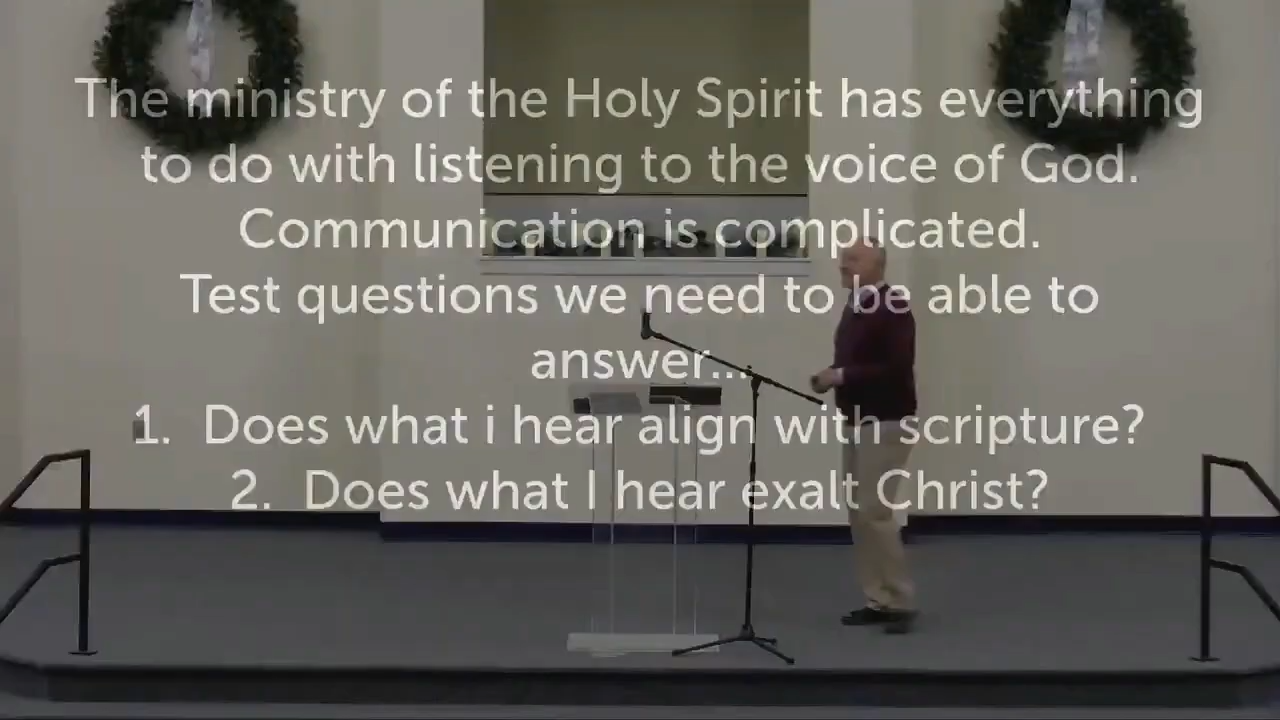 The ministry of the Holy Spirit has everything
to do with listening to the voice of God.
Communication is complicated.
Test questions we need to be able to
answer...
1. Does what i hear align with scripture?
2. Does what I hear exalt Christ?